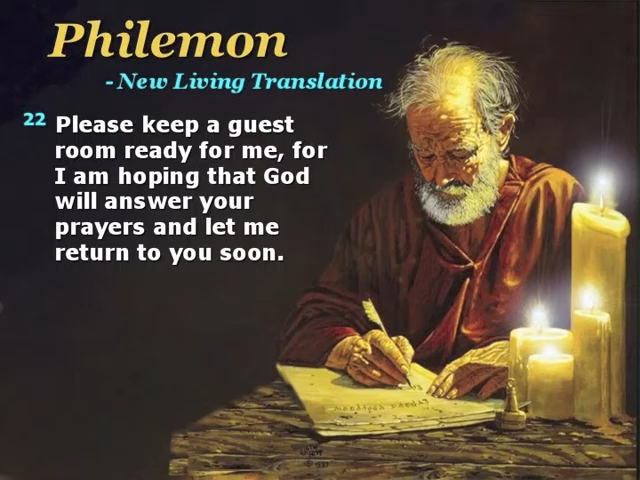 Philemon
- New Living Translation
22 Please keep a guest
room ready for me, for
I am hoping that God
will answer your
prayers and let me
return to you soon.